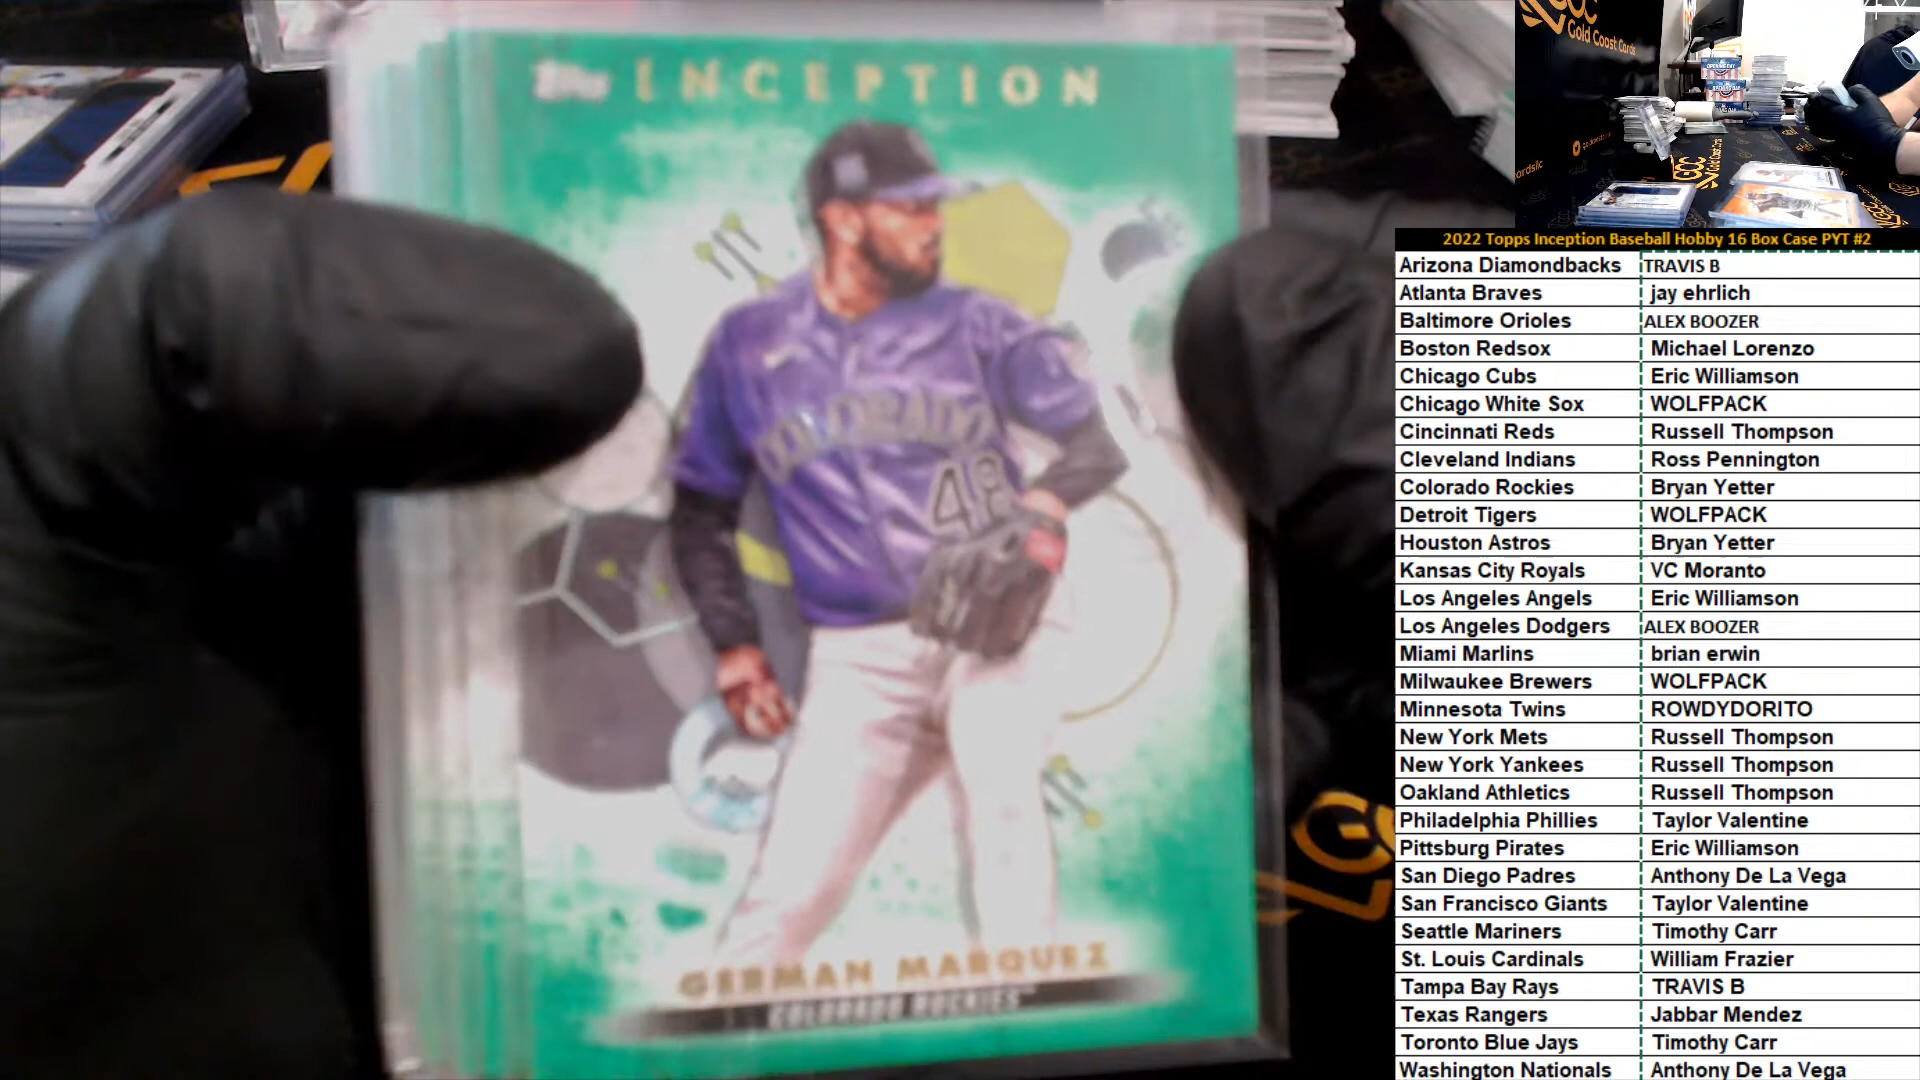 Topps INCEPTION
COLORADO
48
GERMAN MARQUEZ
COLORADO ROCKIES™
GCC
Gold Coast Cards
OPENING DAY
2022 Topps Inception Baseball Hobby 16 Box Case PYT #2
Arizona Diamondbacks TRAVIS B
Atlanta Braves jay ehrlich
Baltimore Orioles ALEX BOOZER
Boston Redsox Michael Lorenzo
Chicago Cubs Eric Williamson
Chicago White Sox WOLFPACK
Cincinnati Reds Russell Thompson
Cleveland Indians Ross Pennington
Colorado Rockies Bryan Yetter
Detroit Tigers WOLFPACK
Houston Astros Bryan Yetter
Kansas City Royals VC Moranto
Los Angeles Angels Eric Williamson
Los Angeles Dodgers ALEX BOOZER
Miami Marlins brian erwin
Milwaukee Brewers WOLFPACK
Minnesota Twins ROWDYDORITO
New York Mets Russell Thompson
New York Yankees Russell Thompson
Oakland Athletics Russell Thompson
Philadelphia Phillies Taylor Valentine
Pittsburg Pirates Eric Williamson
San Diego Padres Anthony De La Vega
San Francisco Giants Taylor Valentine
Seattle Mariners Timothy Carr
St. Louis Cardinals William Frazier
Tampa Bay Rays TRAVIS B
Texas Rangers Jabbar Mendez
Toronto Blue Jays Timothy Carr
Washington Nationals Anthony De La Vega